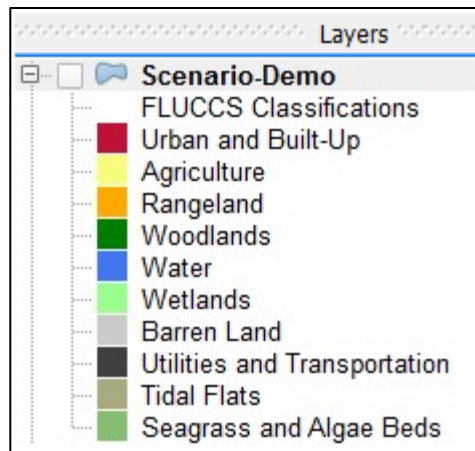 Layers
Scenario-Demo
FLUCCS Classifications
Urban and Built-Up
Agriculture
Rangeland
Woodlands
Water
Wetlands
Barren Land
Utilities and Transportation
Tidal Flats
Seagrass and Algae Beds